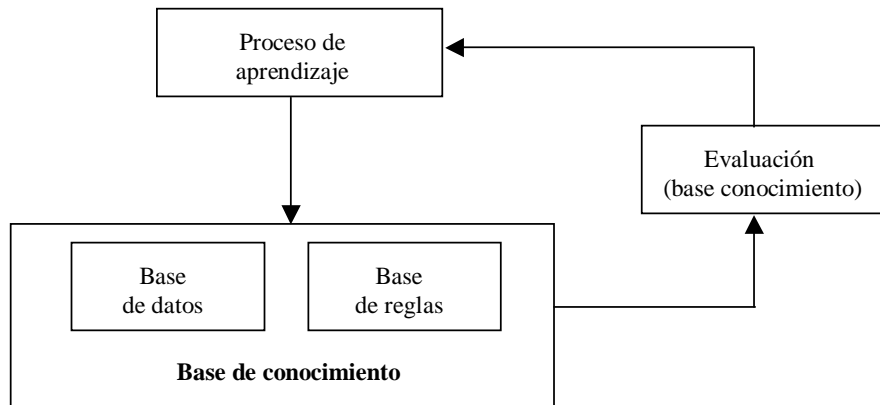 Proceso de
aprendizaje
Evaluación
(base conocimiento)
Base
de datos
Base
de reglas
Base de conocimiento